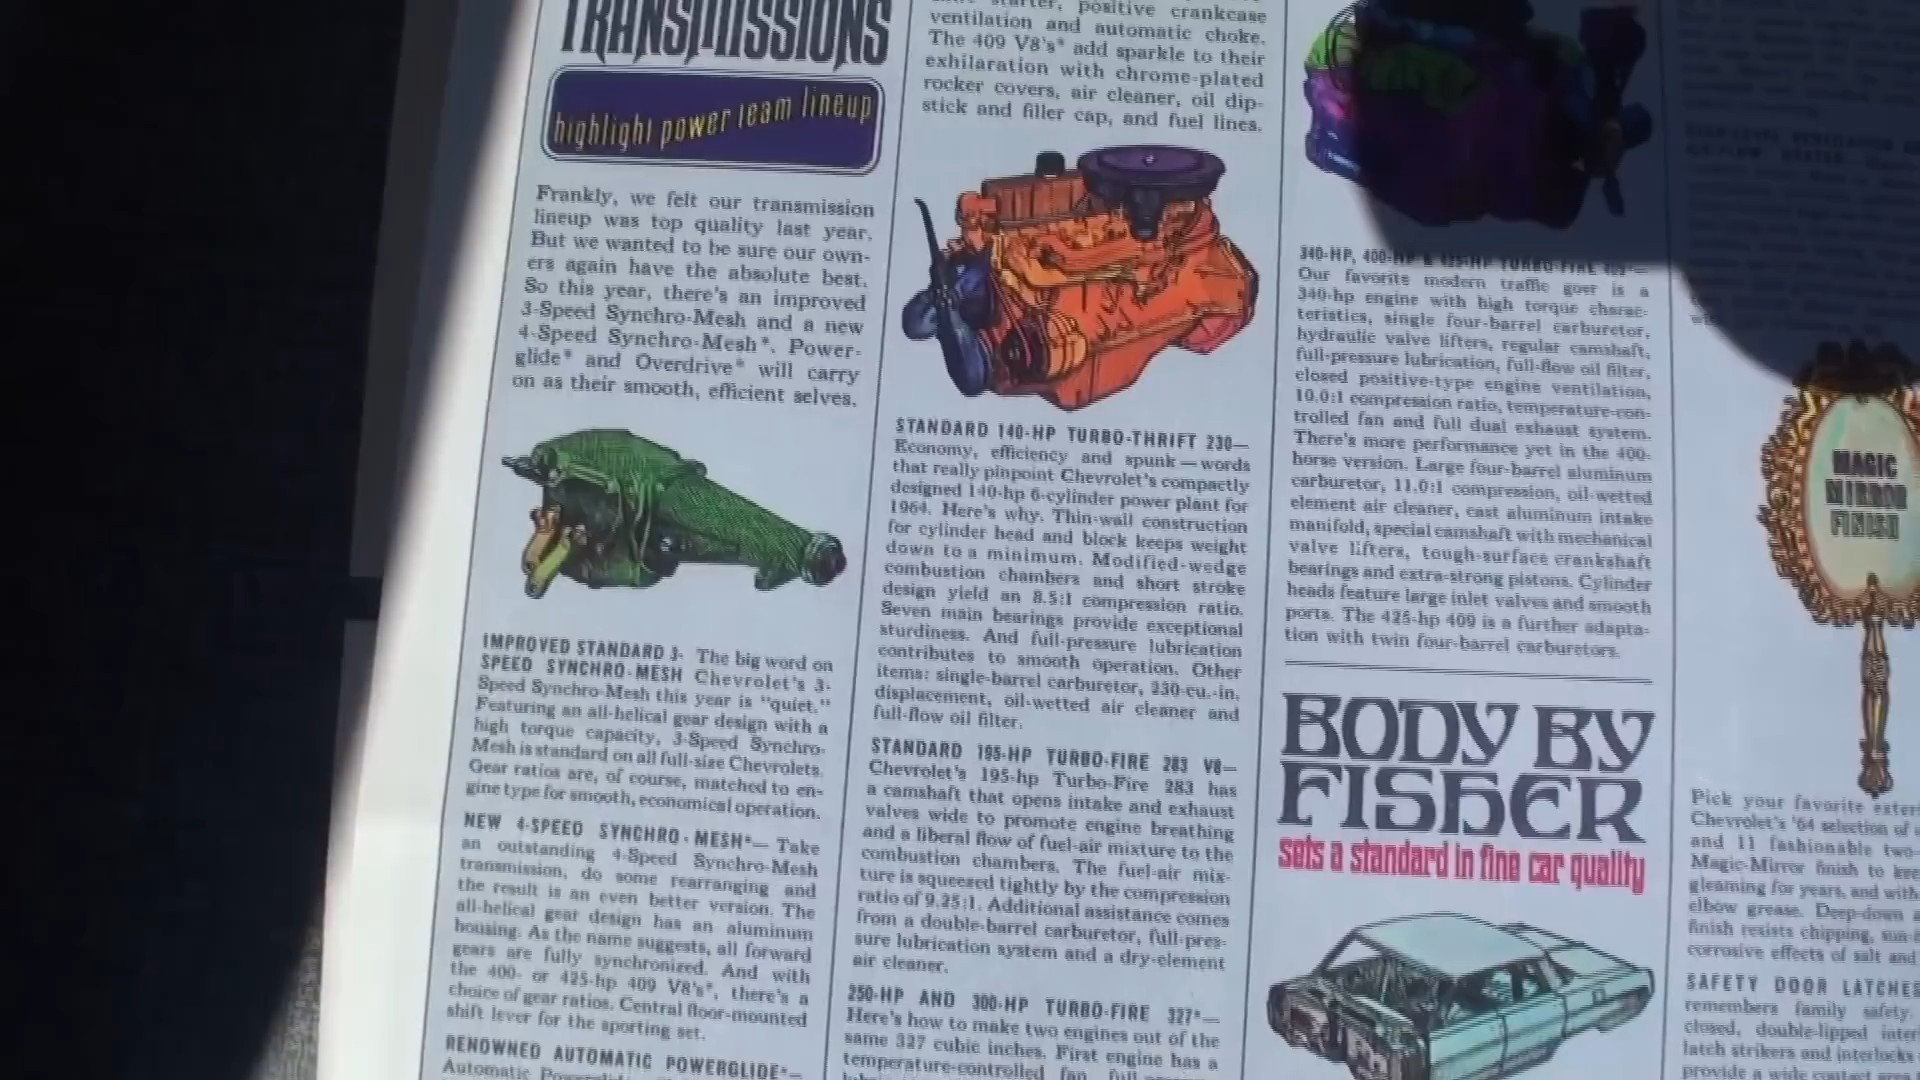 TRANSMISSIONS
highlight power team lineup
Frankly, we felt our transmission
lineup was top quality last year.
But we wanted to be sure our own-
ers again have the absolute best.
So this year, there's an improved
3-Speed Synchro-Mesh and a new
4-Speed Synchro-Mesh*. Power-
glide* and Overdrive* will carry
on as their smooth, efficient selves.
IMPROVED STANDARD 3- The big word on
SPEED SYNCHRO-MESH Chevrolet's 3-
Speed Synchro-Mesh this year is "quiet."
Featuring an all-helical gear design with a
high torque capacity, 3-Speed Synchro-
Mesh is standard on all full-size Chevrolets.
Gear ratios are, of course, matched to en-
gine type for smooth, economical operation.
NEW 4-SPEED SYNCHRO-MESH*— Take
an outstanding 4-Speed Synchro-Mesh
transmission, do some rearranging and
the result is an even better version. The
all-helical gear design has an aluminum
housing. As the name suggests, all forward
gears are fully synchronized. And with
the 400- or 425-hp 409 V8's*, there's a
choice of gear ratios. Central floor-mounted
shift lever for the sporting set.
RENOWNED AUTOMATIC POWERGLIDE*—
Automatic Powerglide
starter, positive crankcase
ventilation and automatic choke.
The 409 V8's* add sparkle to their
exhilaration with chrome-plated
rocker covers, air cleaner, oil dip-
stick and filler cap, and fuel lines.
STANDARD 140-HP TURBO-THRIFT 230—
Economy, efficiency and spunk—words
that really pinpoint Chevrolet's compactly
designed 140-hp 6-cylinder power plant for
1964. Here's why. Thin-wall construction
for cylinder head and block keeps weight
down to a minimum. Modified-wedge
combustion chambers and short stroke
design yield an 8.5:1 compression ratio.
Seven main bearings provide exceptional
sturdiness. And full-pressure lubrication
contributes to smooth operation. Other
items: single-barrel carburetor, 230-cu.-in.
displacement, oil-wetted air cleaner and
full-flow oil filter.
STANDARD 195-HP TURBO-FIRE 283 V8—
Chevrolet's 195-hp Turbo-Fire 283 has
a camshaft that opens intake and exhaust
valves wide to promote engine breathing
and a liberal flow of fuel-air mixture to the
combustion chambers. The fuel-air mix-
ture is squeezed tightly by the compression
ratio of 9.25:1. Additional assistance comes
from a double-barrel carburetor, full-pres-
sure lubrication system and a dry-element
air cleaner.
250-HP AND 300-HP TURBO-FIRE 327*—
Here's how to make two engines out of the
same 327 cubic inches. First engine has a
temperature-controlled fan, full
340-HP, 400-HP & 425-HP TURBO-FIRE 409*—
Our favorite modern traffic goer is a
340-hp engine with high torque charac-
teristics, single four-barrel carburetor,
hydraulic valve lifters, regular camshaft,
full-pressure lubrication, full-flow oil filter,
closed positive-type engine ventilation,
10.0:1 compression ratio, temperature-con-
trolled fan and full dual exhaust system.
There's more performance yet in the 400-
horse version. Large four-barrel aluminum
carburetor, 11.0:1 compression, oil-wetted
element air cleaner, cast aluminum intake
manifold, special camshaft with mechanical
valve lifters, tough-surface crankshaft
bearings and extra-strong pistons. Cylinder
heads feature large inlet valves and smooth
ports. The 425-hp 409 is a further adapta-
tion with twin four-barrel carburetors.
BODY BY
FISHER
sets a standard in fine car quality
MAGIC
MIRROR
FINISH
Pick your favorite
Chevrolet's '64 selection of
and 11 fashionable two-
Magic-Mirror finish to keep
gleaming for years, and with
elbow grease. Deep-down
finish resists chipping,
corrosive effects of salt and
SAFETY DOOR LATCHES
remembers family safety.
closed, double-lipped
latch strikers and interlocks
provide a wide contact area